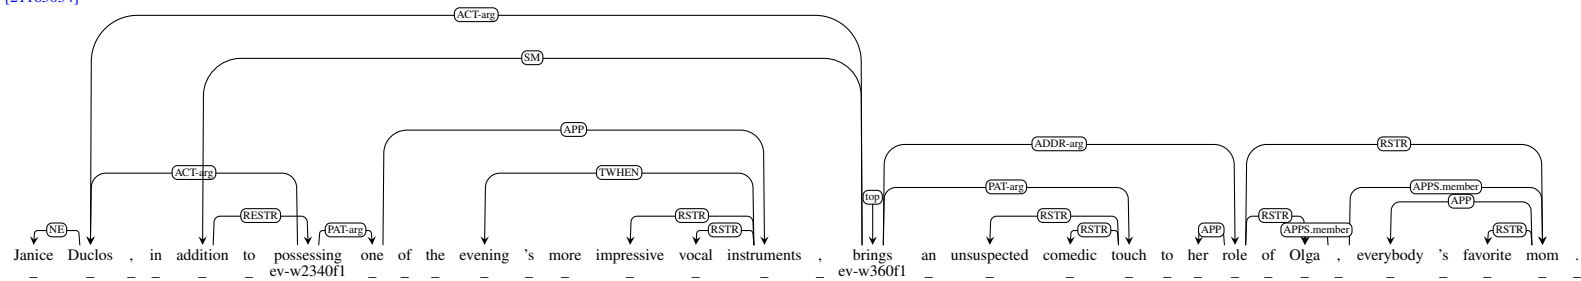 [21103054]
ACT-arg
SM
APP
ADDR-arg RSTR
ACT-arg TWHEN PAT-arg APPS.member
top APP
RESTR RSTR RSTR RSTR
NE PAT-arg RSTR RSTR APP APPS.member RSTR
Janice Duclos , in addition to possessing one of the evening 's more impressive vocal instruments , brings an unsuspected comedic touch to her role of Olga , everybody 's favorite mom .
_ _ _ _ _ _ ev-w2340f1 _ _ _ _ _ _ _ _ _ _ ev-w360f1 _ _ _ _ _ _ _ _ _ _ _ _ _ _ _